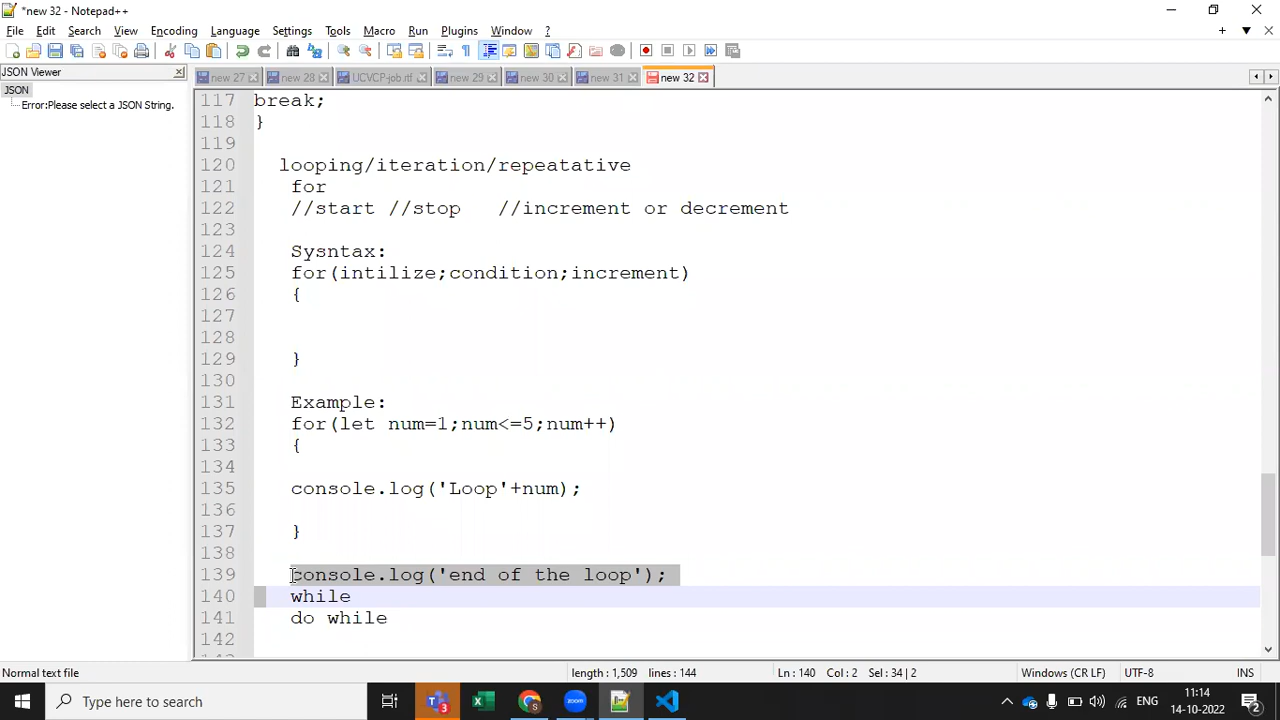 *new 32 - Notepad++
File Edit Search View Encoding Language Settings Tools Macro Run Plugins Window ?
JSON Viewer
new 27 new 28 UCVCP-job.rtf new 29 new 30 new 31 new 32
JSON
Error:Please select a JSON String.
117 break;
118 }
119
120 looping/iteration/repeatative
121 for
122 //start //stop //increment or decrement
123
124 Sysntax:
125 for(intilize;condition;increment)
126 {
127
128
129 }
130
131 Example:
132 for(let num=1;num<=5;num++)
133 {
134
135 console.log('Loop'+num);
136
137 }
138
139 console.log('end of the loop');
140 while
141 do while
142
Normal text file length : 1,509 lines : 144 Ln : 140 Col : 2 Sel : 34 | 2 Windows (CR LF) UTF-8 INS
Type here to search
ENG
11:14
14-10-2022
2